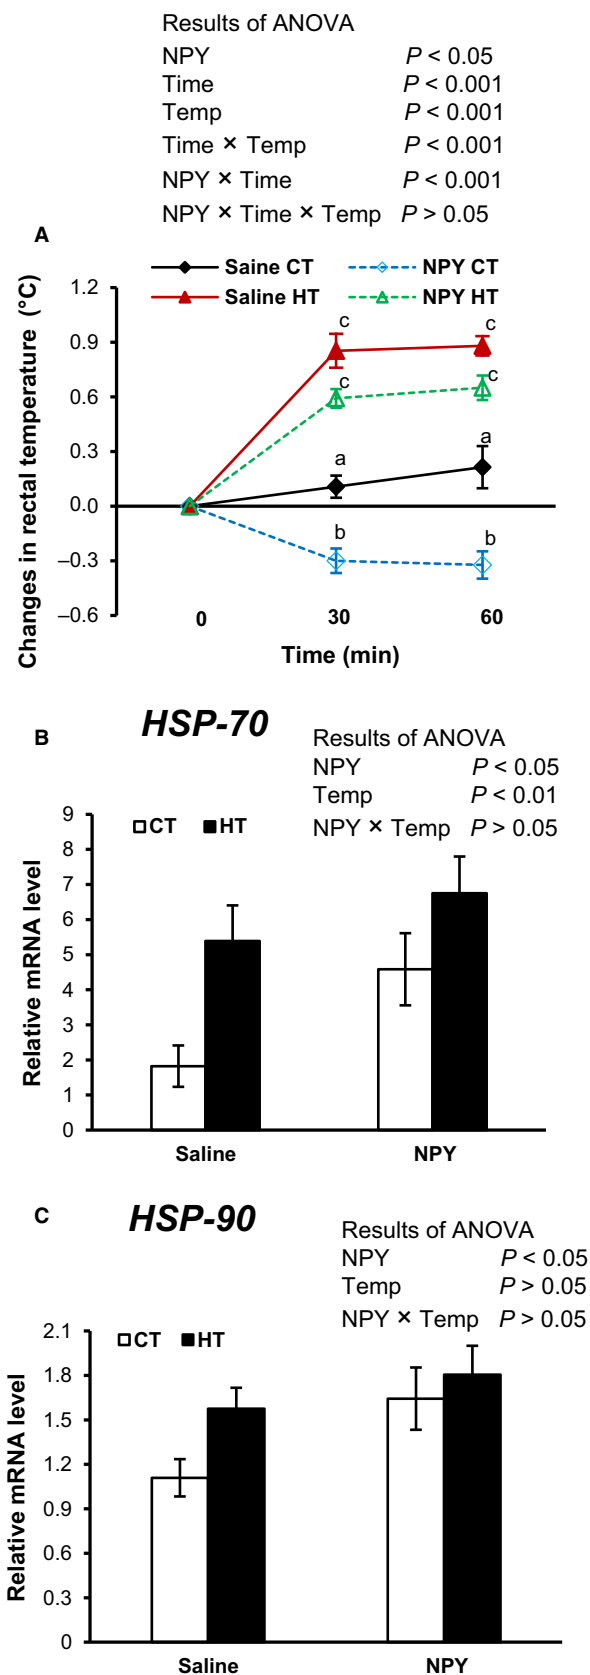 Results of ANOVA
NPY P < 0.05
Time P < 0.001
Temp P < 0.001
Time × Temp P < 0.001
NPY × Time P < 0.001
NPY × Time × Temp P > 0.05
A
Saine CT NPY CT
Saline HT NPY HT
Changes in rectal temperature (°C)
1.2
0.9
0.6
0.3
0.0
–0.3
–0.6
c
c
c
c
a
a
b
b
0 30 60
Time (min)
B
HSP-70
Results of ANOVA
NPY P < 0.05
Temp P < 0.01
NPY × Temp P > 0.05
CT HT
Relative mRNA level
9
8
7
6
5
4
3
2
1
0
Saline NPY
C
HSP-90
Results of ANOVA
NPY P < 0.05
Temp P > 0.05
NPY × Temp P > 0.05
CT HT
Relative mRNA level
2.1
1.8
1.5
1.2
0.9
0.6
0.3
0
Saline NPY